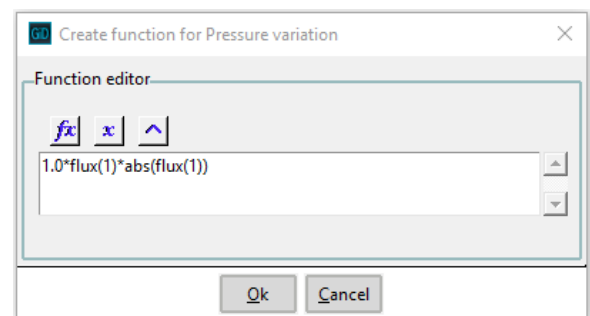 GiD Create function for Pressure variation
Function editor
fx x ^
1.0*flux(1)*abs(flux(1))
Ok Cancel